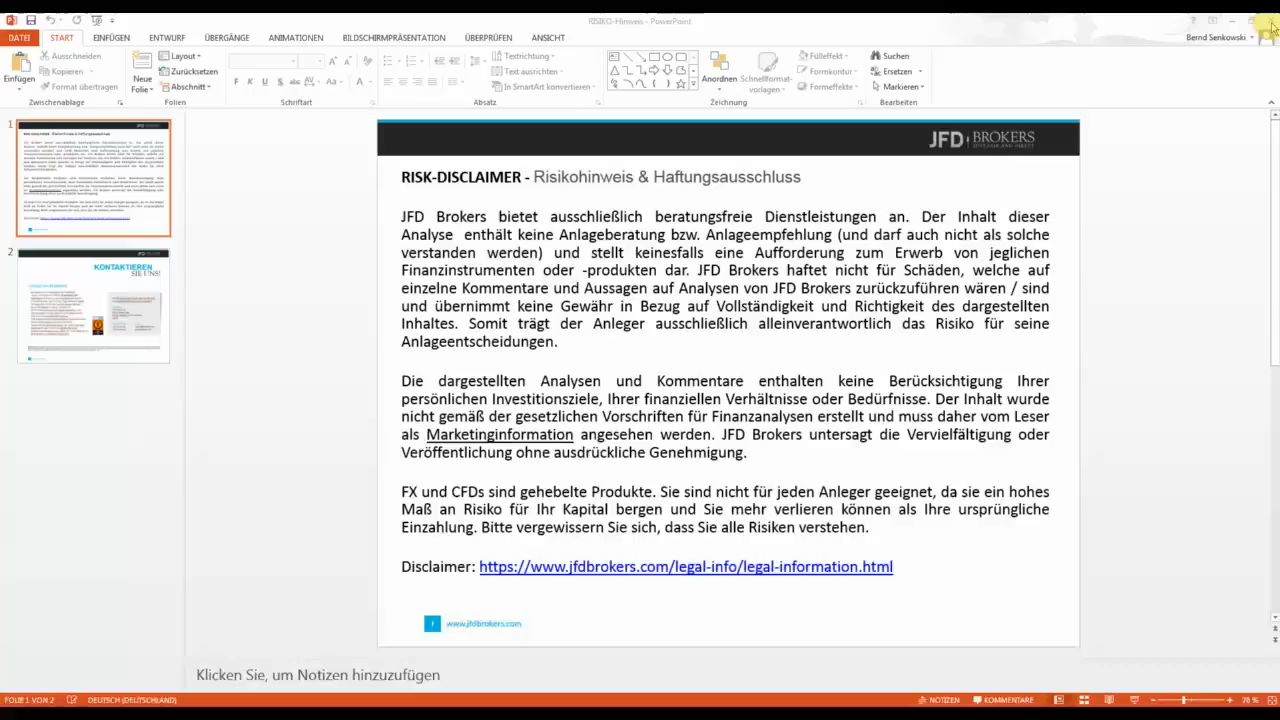 RISIKO-Hinweis - PowerPoint
DATEI START EINFÜGEN ENTWURF ÜBERGÄNGE ANIMATIONEN BILDSCHIRMPRÄSENTATION ÜBERPRÜFEN ANSICHT
Bernd Senkowski
Einfügen
Ausschneiden
Kopieren
Format übertragen
Zwischenablage
Neue
Folie
Layout
Zurücksetzen
Abschnitt
Folien
Schriftart
Textrichtung
Text ausrichten
In SmartArt konvertieren
Absatz
Anordnen
Schnellformat-
vorlagen
Fülleffekt
Formkontur
Formeffekte
Zeichnung
Suchen
Ersetzen
Markieren
Bearbeiten
1
2
KONTAKTIEREN
SIE UNS!
JFD BROKERS
RISK-DISCLAIMER - Risikohinweis & Haftungsausschluss
JFD Brokers bietet ausschließlich beratungsfreie Dienstleistungen an. Der Inhalt dieser
Analyse enthält keine Anlageberatung bzw. Anlageempfehlung (und darf auch nicht als solche
verstanden werden) und stellt keinesfalls eine Aufforderung zum Erwerb von jeglichen
Finanzinstrumenten oder -produkten dar. JFD Brokers haftet nicht für Schäden, welche auf
einzelne Kommentare und Aussagen auf Analysen von JFD Brokers zurückzuführen wären / sind
und übernimmt keine Gewähr in Bezug auf Vollständigkeit und Richtigkeit des dargestellten
Inhaltes. Somit trägt der Anleger ausschließlich alleinverantwortlich das Risiko für seine
Anlageentscheidungen.
Die dargestellten Analysen und Kommentare enthalten keine Berücksichtigung Ihrer
persönlichen Investitionsziele, Ihrer finanziellen Verhältnisse oder Bedürfnisse. Der Inhalt wurde
nicht gemäß der gesetzlichen Vorschriften für Finanzanalysen erstellt und muss daher vom Leser
als Marketinginformation angesehen werden. JFD Brokers untersagt die Vervielfältigung oder
Veröffentlichung ohne ausdrückliche Genehmigung.
FX und CFDs sind gehebelte Produkte. Sie sind nicht für jeden Anleger geeignet, da sie ein hohes
Maß an Risiko für Ihr Kapital bergen und Sie mehr verlieren können als Ihre ursprüngliche
Einzahlung. Bitte vergewissern Sie sich, dass Sie alle Risiken verstehen.
Disclaimer: https://www.jfdbrokers.com/legal-info/legal-information.html
www.jfdbrokers.com
Klicken Sie, um Notizen hinzuzufügen
FOLIE 1 VON 2 DEUTSCH (DEUTSCHLAND) NOTIZEN KOMMENTARE 78 %